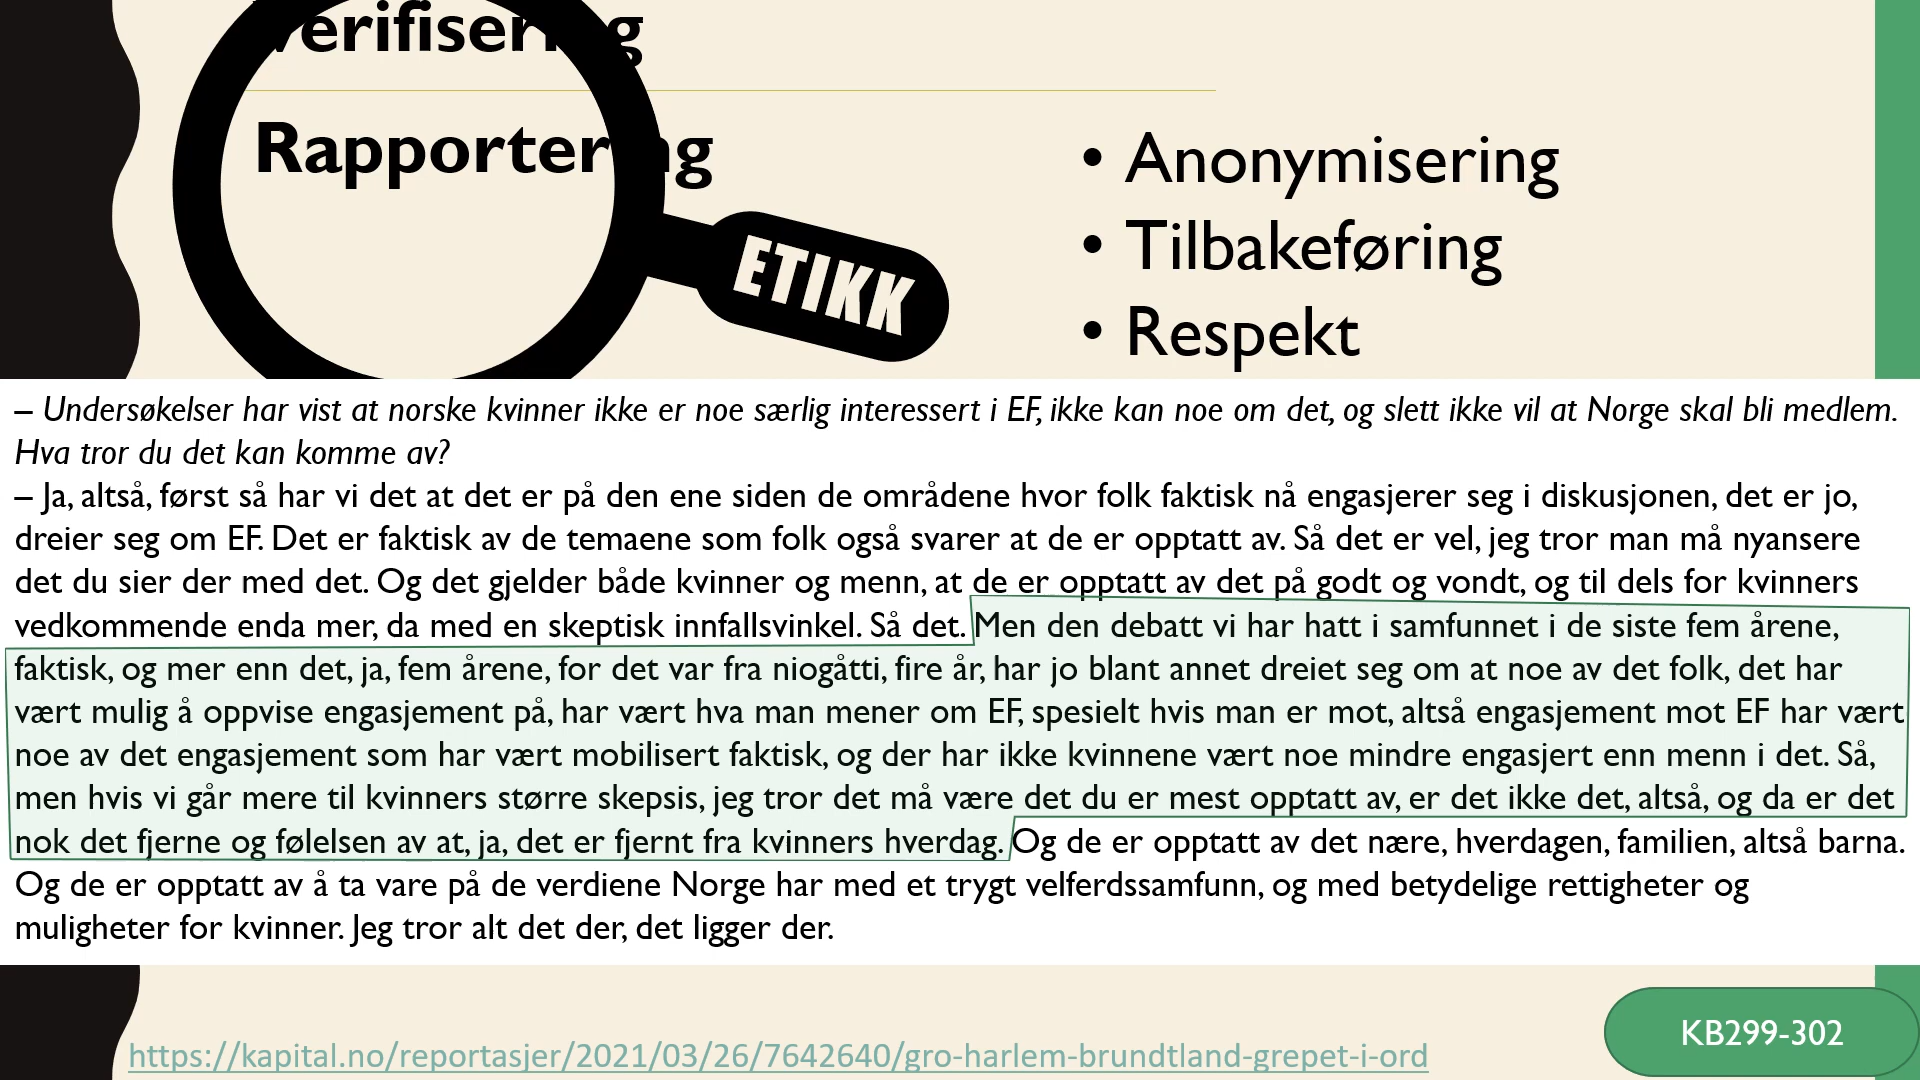 Verifisering
Rapportering
ETIKK
• Anonymisering
• Tilbakeføring
• Respekt
– Undersøkelser har vist at norske kvinner ikke er noe særlig interessert i EF, ikke kan noe om det, og slett ikke vil at Norge skal bli medlem.
Hva tror du det kan komme av?
– Ja, altså, først så har vi det at det er på den ene siden de områdene hvor folk faktisk nå engasjerer seg i diskusjonen, det er jo,
dreier seg om EF. Det er faktisk av de temaene som folk også svarer at de er opptatt av. Så det er vel, jeg tror man må nyansere
det du sier der med det. Og det gjelder både kvinner og menn, at de er opptatt av det på godt og vondt, og til dels for kvinners
vedkommende enda mer, da med en skeptisk innfallsvinkel. Så det. Men den debatt vi har hatt i samfunnet i de siste fem årene,
faktisk, og mer enn det, ja, fem årene, for det var fra niogåtti, fire år, har jo blant annet dreiet seg om at noe av det folk, det har
vært mulig å oppvise engasjement på, har vært hva man mener om EF, spesielt hvis man er mot, altså engasjement mot EF har vært
noe av det engasjement som har vært mobilisert faktisk, og der har ikke kvinnene vært noe mindre engasjert enn menn i det. Så,
men hvis vi går mere til kvinners større skepsis, jeg tror det må være det du er mest opptatt av, er det ikke det, altså, og da er det
nok det fjerne og følelsen av at, ja, det er fjernt fra kvinners hverdag. Og de er opptatt av det nære, hverdagen, familien, altså barna.
Og de er opptatt av å ta vare på de verdiene Norge har med et trygt velferdssamfunn, og med betydelige rettigheter og
muligheter for kvinner. Jeg tror alt det der, det ligger der.
https://kapital.no/reportasjer/2021/03/26/7642640/gro-harlem-brundtland-grepet-i-ord
KB299-302